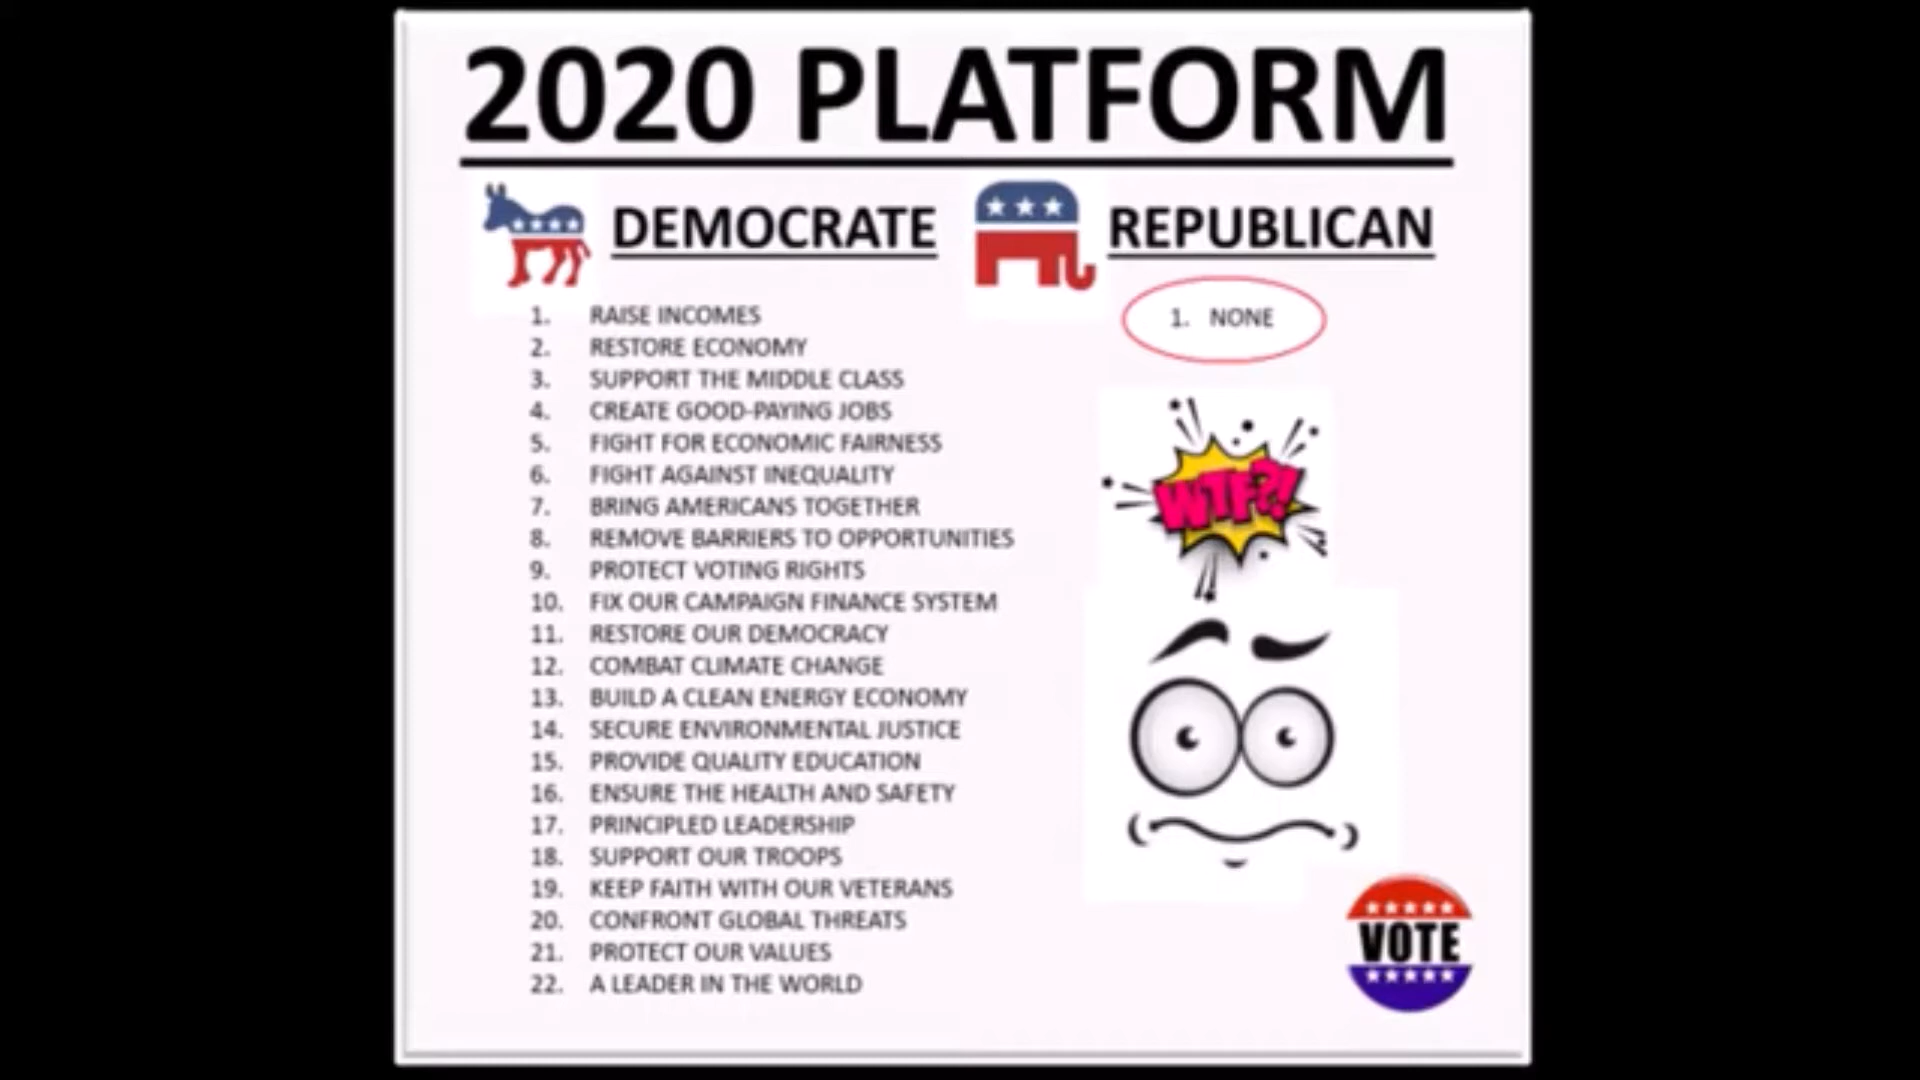 2020 PLATFORM
DEMOCRATE
1. RAISE INCOMES
2. RESTORE ECONOMY
3. SUPPORT THE MIDDLE CLASS
4. CREATE GOOD-PAYING JOBS
5. FIGHT FOR ECONOMIC FAIRNESS
6. FIGHT AGAINST INEQUALITY
7. BRING AMERICANS TOGETHER
8. REMOVE BARRIERS TO OPPORTUNITIES
9. PROTECT VOTING RIGHTS
10. FIX OUR CAMPAIGN FINANCE SYSTEM
11. RESTORE OUR DEMOCRACY
12. COMBAT CLIMATE CHANGE
13. BUILD A CLEAN ENERGY ECONOMY
14. SECURE ENVIRONMENTAL JUSTICE
15. PROVIDE QUALITY EDUCATION
16. ENSURE THE HEALTH AND SAFETY
17. PRINCIPLED LEADERSHIP
18. SUPPORT OUR TROOPS
19. KEEP FAITH WITH OUR VETERANS
20. CONFRONT GLOBAL THREATS
21. PROTECT OUR VALUES
22. A LEADER IN THE WORLD
REPUBLICAN
1. NONE
WTF?!
VOTE